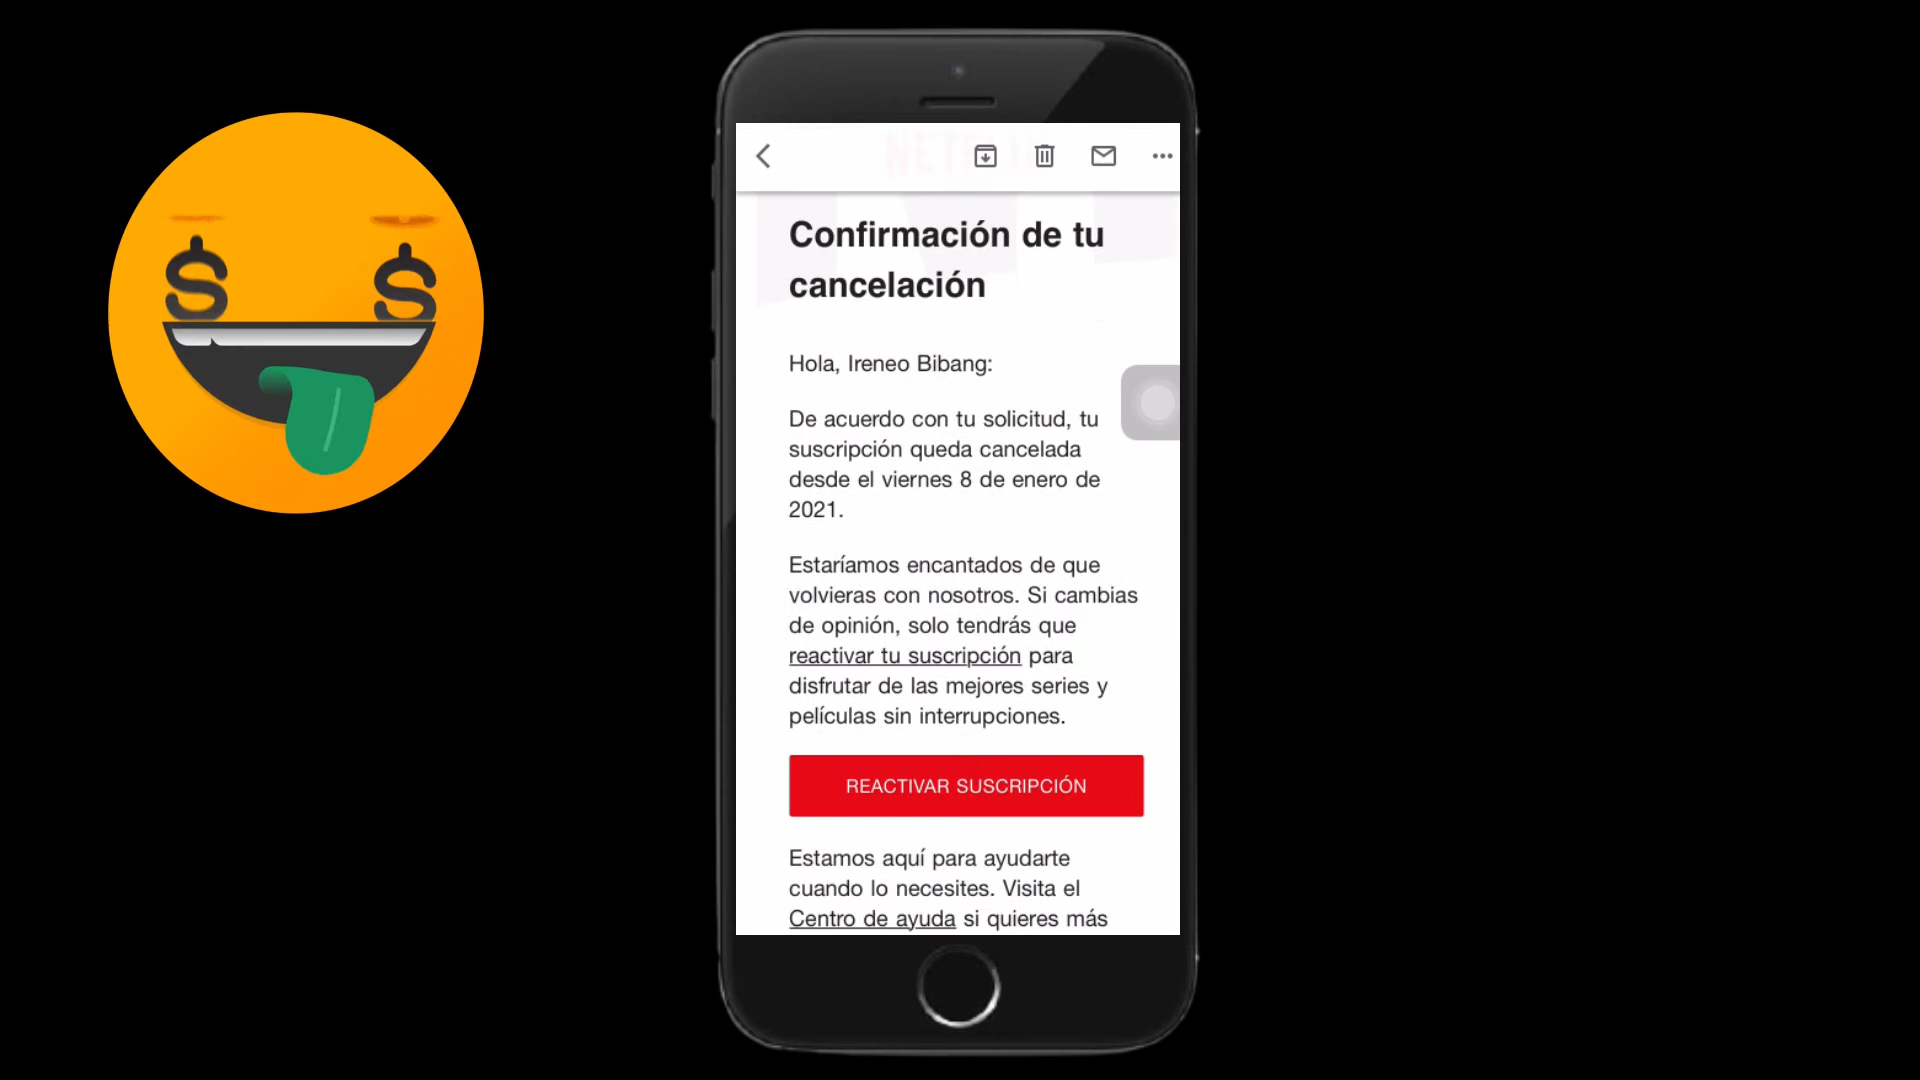 Confirmación de tu
cancelación
Hola, Ireneo Bibang:
De acuerdo con tu solicitud, tu
suscripción queda cancelada
desde el viernes 8 de enero de
2021.
Estaríamos encantados de que
volvieras con nosotros. Si cambias
de opinión, solo tendrás que
reactivar tu suscripción para
disfrutar de las mejores series y
películas sin interrupciones.
REACTIVAR SUSCRIPCIÓN
Estamos aquí para ayudarte
cuando lo necesites. Visita el
Centro de ayuda si quieres más